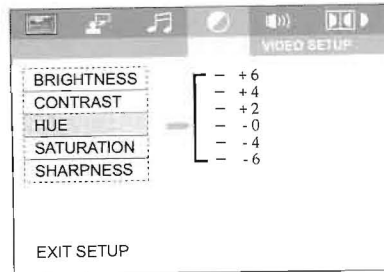 VIDEO SETUP
BRIGHTNESS
CONTRAST
HUE
SATURATION
SHARPNESS
- +6
- +4
- +2
- -0
- -4
- -6
EXIT SETUP